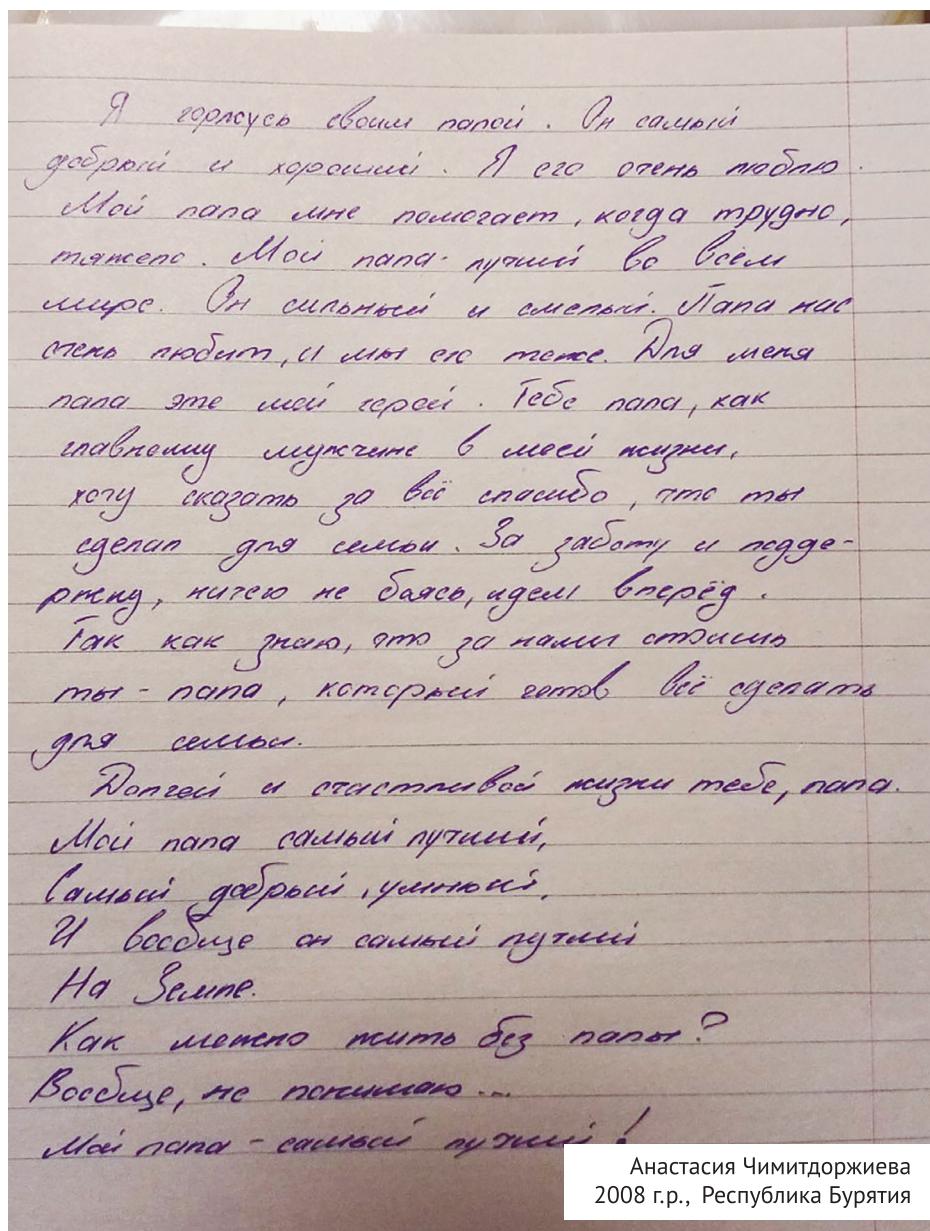 Я горжусь своим папой. Он самый
добрый и хороший. Я его очень люблю.
Мой папа мне помогает, когда трудно,
тяжело. Мой папа - лучший во всём
мире. Он сильный и смелый. Папа нас
очень любит, и мы его тоже. Для меня
папа это мой герой. Тебе папа, как
главному мужчине в моей жизни,
хочу сказать за всё спасибо, что ты
сделал для семьи. За заботу и подде-
ржку, ничего не боясь, идем вперёд.
Так как знаю, что за нами стоишь
ты - папа, который готов всё сделать
для семьи.
Долгой и счастливой жизни тебе, папа.
Мой папа самый лучший,
Самый добрый, умный,
И вообще он самый лучший
На Земле.
Как можно жить без папы?
Вообще, не понимаю...
Мой папа - самый лучший!
Анастасия Чимитдоржиева
2008 г.р., Республика Бурятия